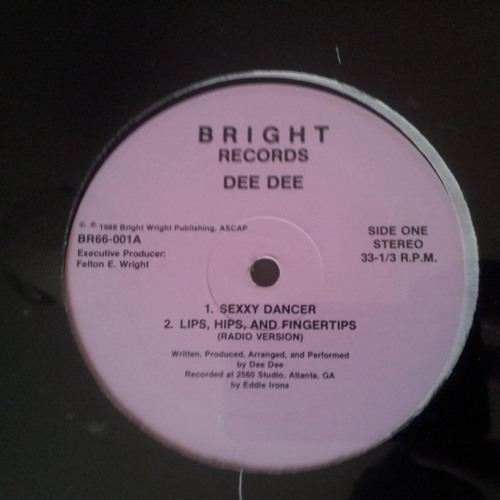 BRIGHT
RECORDS
DEE DEE
© ℗ 1988 Bright Wright Publishing, ASCAP
BR66-001A
Executive Producer:
Felton E. Wright
SIDE ONE
STEREO
33-1/3 R.P.M.
1. SEXXY DANCER
2. LIPS, HIPS, AND FINGERTIPS
(RADIO VERSION)
Written, Produced, Arranged, and Performed
by Dee Dee
Recorded at 2560 Studio, Atlanta, GA
by Eddie Irons